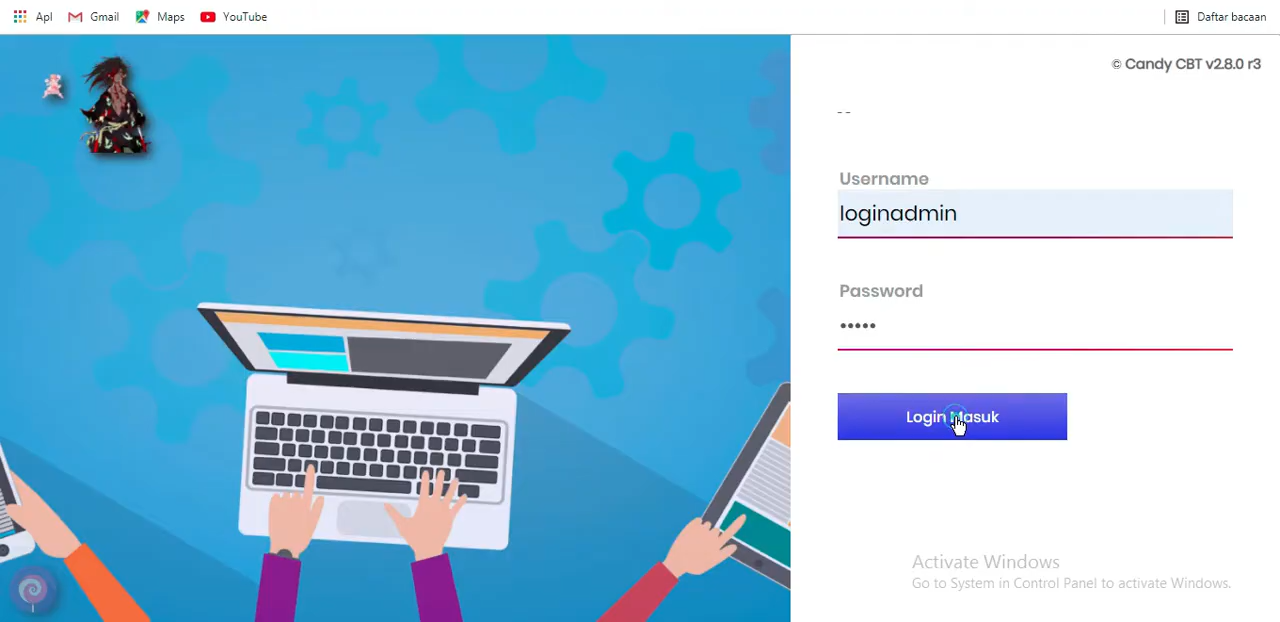 Apl Gmail Maps YouTube Daftar bacaan
© Candy CBT v2.8.0 r3
Username
loginadmin
Password
•••••
Login Masuk
Activate Windows
Go to System in Control Panel to activate Windows.